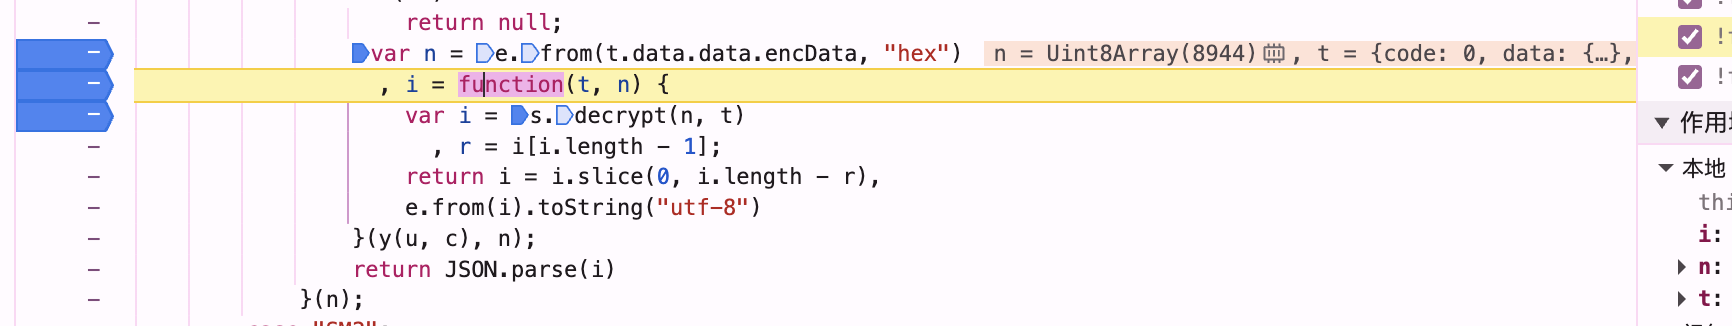 return null;
var n = e.from(t.data.data.encData, "hex") n = Uint8Array(8944), t = {code: 0, data: {…},
, i = function(t, n) {
var i = s.decrypt(n, t)
, r = i[i.length - 1];
return i = i.slice(0, i.length - r),
e.from(i).toString("utf-8")
}(y(u, c), n);
return JSON.parse(i)
}(n);
作用
本地
thi
i:
n:
t: